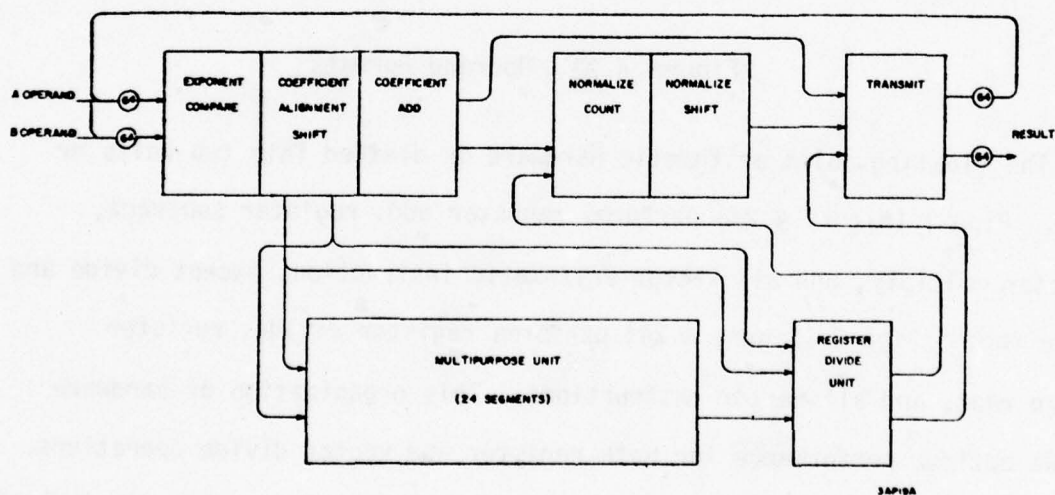 EXPONENT COMPARE
COEFFICIENT ALIGNMENT SHIFT
COEFFICIENT ADD
NORMALIZE COUNT
NORMALIZE SHIFT
TRANSMIT
A OPERAND
64
64
B OPERAND
64
RESULT
64
MULTIPURPOSE UNIT
(24 SEGMENTS)
REGISTER DIVIDE UNIT
3AP19A